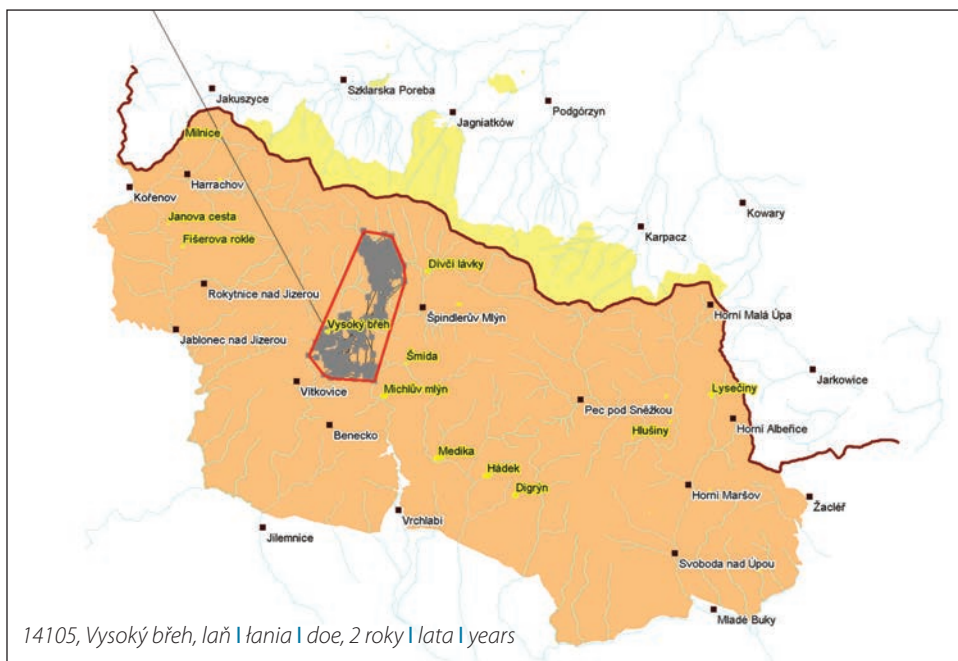 Szklarska Poreba
Jakuszyce
Podgórzyn
Jagniatków
Milnice
Harrachov
Kořenov
Kowary
Janova cesta
Karpacz
Fišerova rokle
Dívčí lávky
Rokytnice nad Jizerou
Horní Malá Úpa
Špindlerův Mlýn
Vysoký břeh
Jablonec nad Jizerou
Šmída
Jarkowice
Vítkovice
Michlův mlýn
Lysečiny
Pec pod Sněžkou
Horní Albeřice
Benecko
Hlušiny
Medika
Hádek
Horní Maršov
Digrýn
Žacléř
Vrchlabí
Jilemnice
Svoboda nad Úpou
Mladé Buky
14105, Vysoký břeh, laň | łania | doe, 2 roky | lata | years